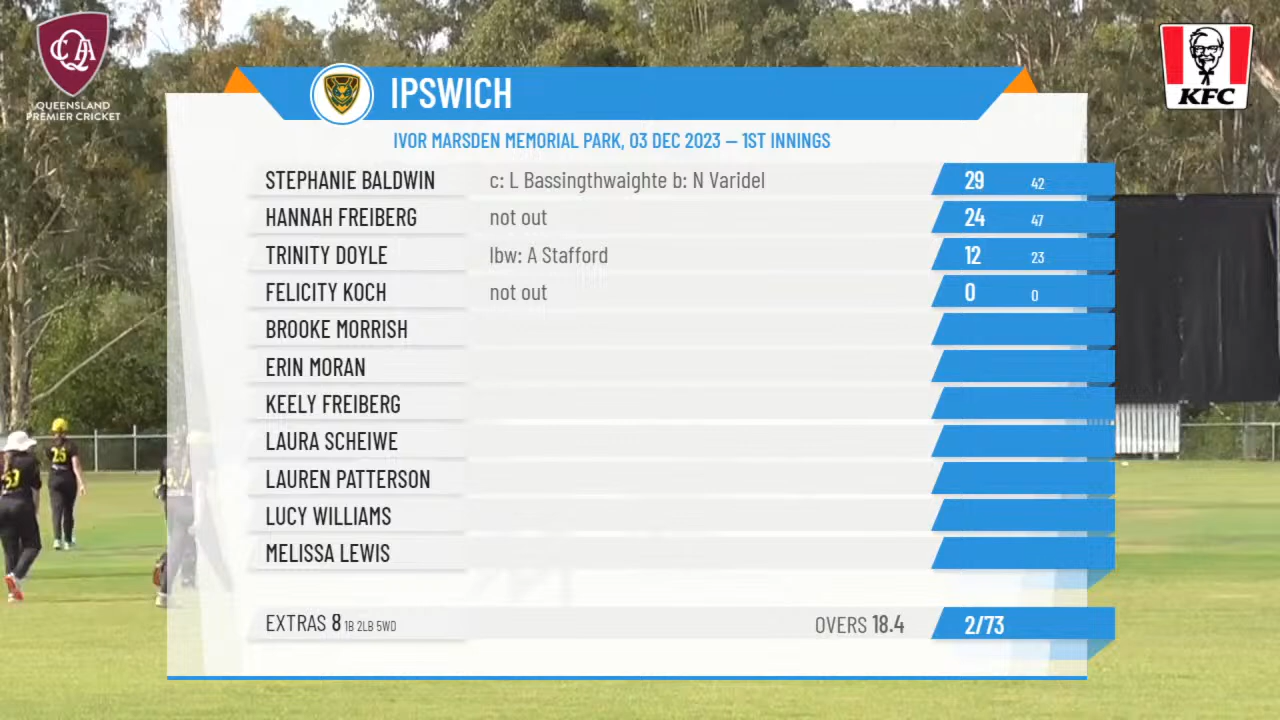 QUEENSLAND
PREMIER CRICKET
KFC
IPSWICH
IVOR MARSDEN MEMORIAL PARK, 03 DEC 2023 – 1ST INNINGS
STEPHANIE BALDWIN c: L Bassingthwaighte b: N Varidel 29 42
HANNAH FREIBERG not out 24 47
TRINITY DOYLE lbw: A Stafford 12 23
FELICITY KOCH not out 0 0
BROOKE MORRISH
ERIN MORAN
KEELY FREIBERG
LAURA SCHEIWE
LAUREN PATTERSON
LUCY WILLIAMS
MELISSA LEWIS
EXTRAS 8 1B 2LB 5WD OVERS 18.4 2/73
25